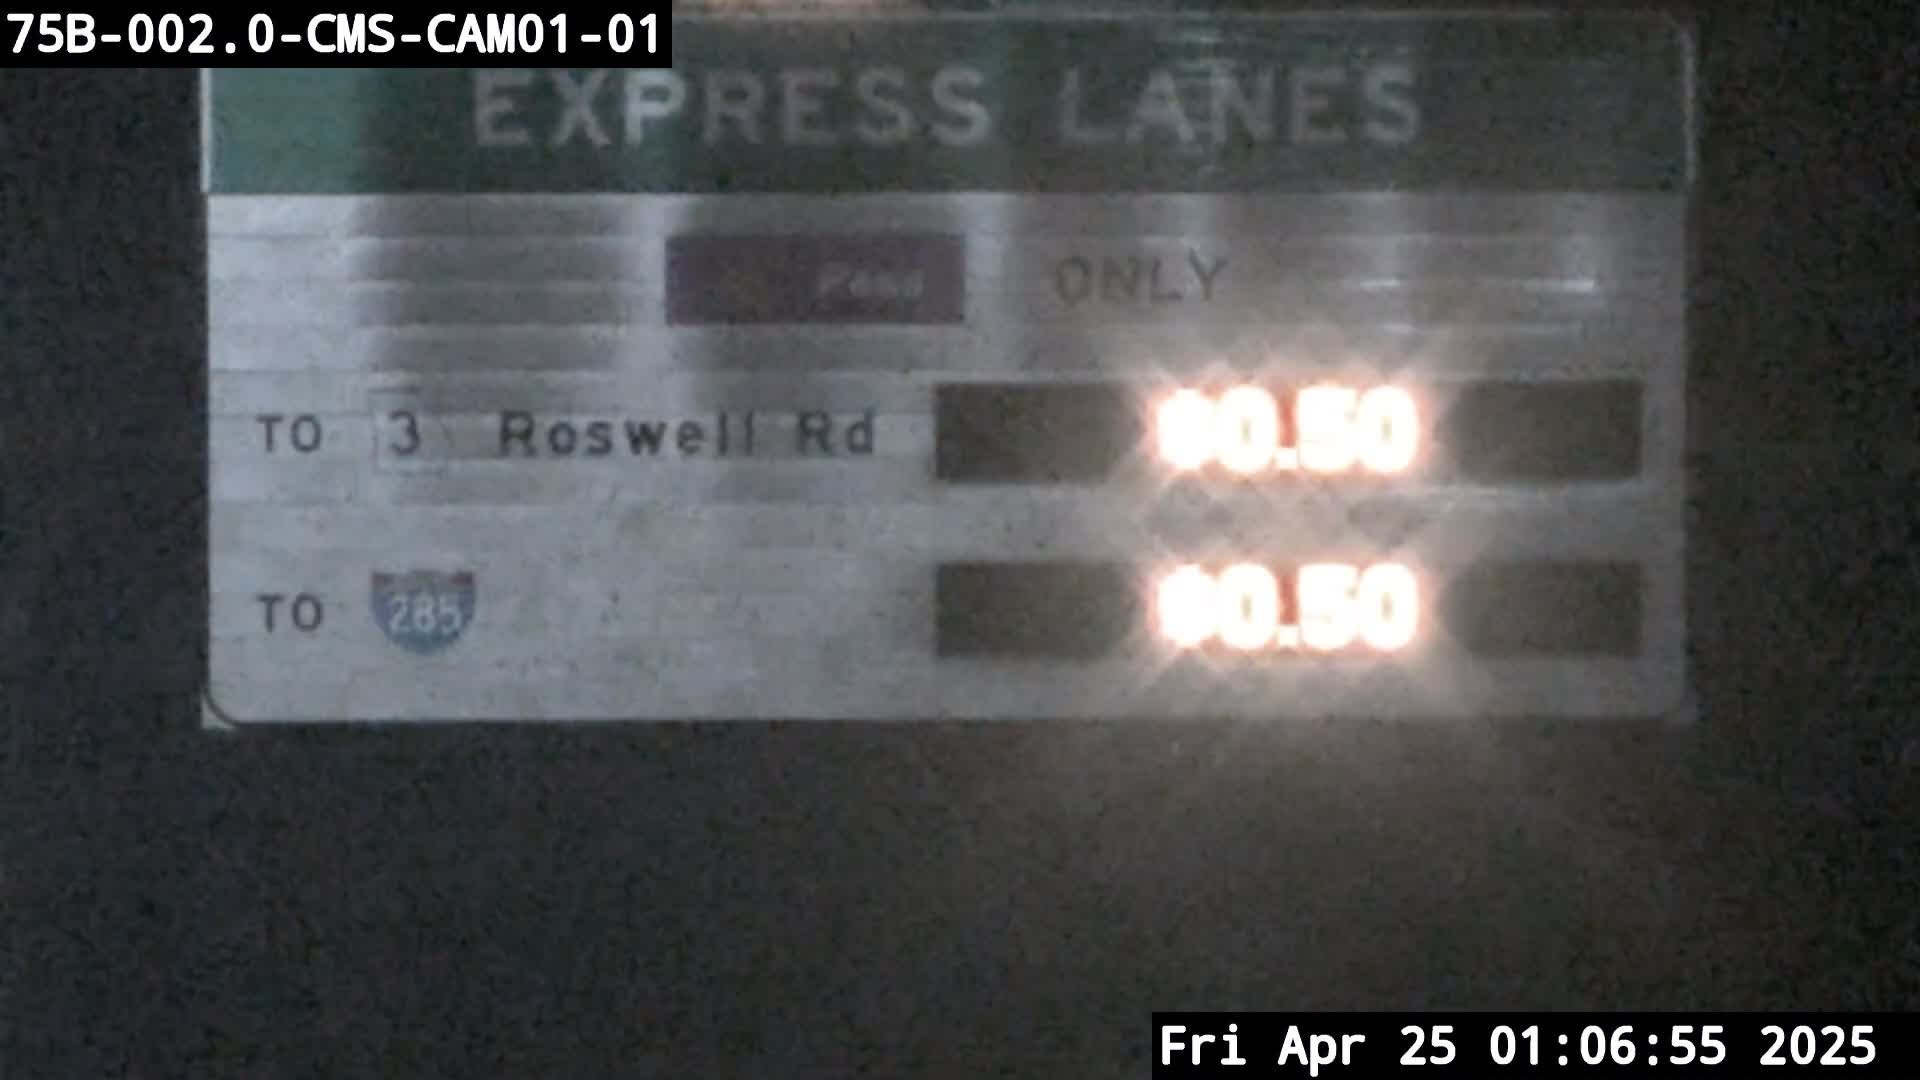 75B-002.0-CMS-CAM01-01
EXPRESS LANES
Pass ONLY
TO 3 Roswell Rd $0.50
TO 285 $0.50
Fri Apr 25 01:06:55 2025